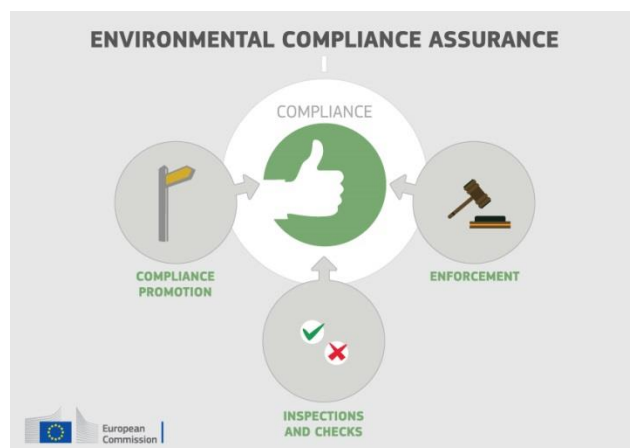 ENVIRONMENTAL COMPLIANCE ASSURANCE
COMPLIANCE
COMPLIANCE
PROMOTION
ENFORCEMENT
INSPECTIONS
AND CHECKS
European
Commission